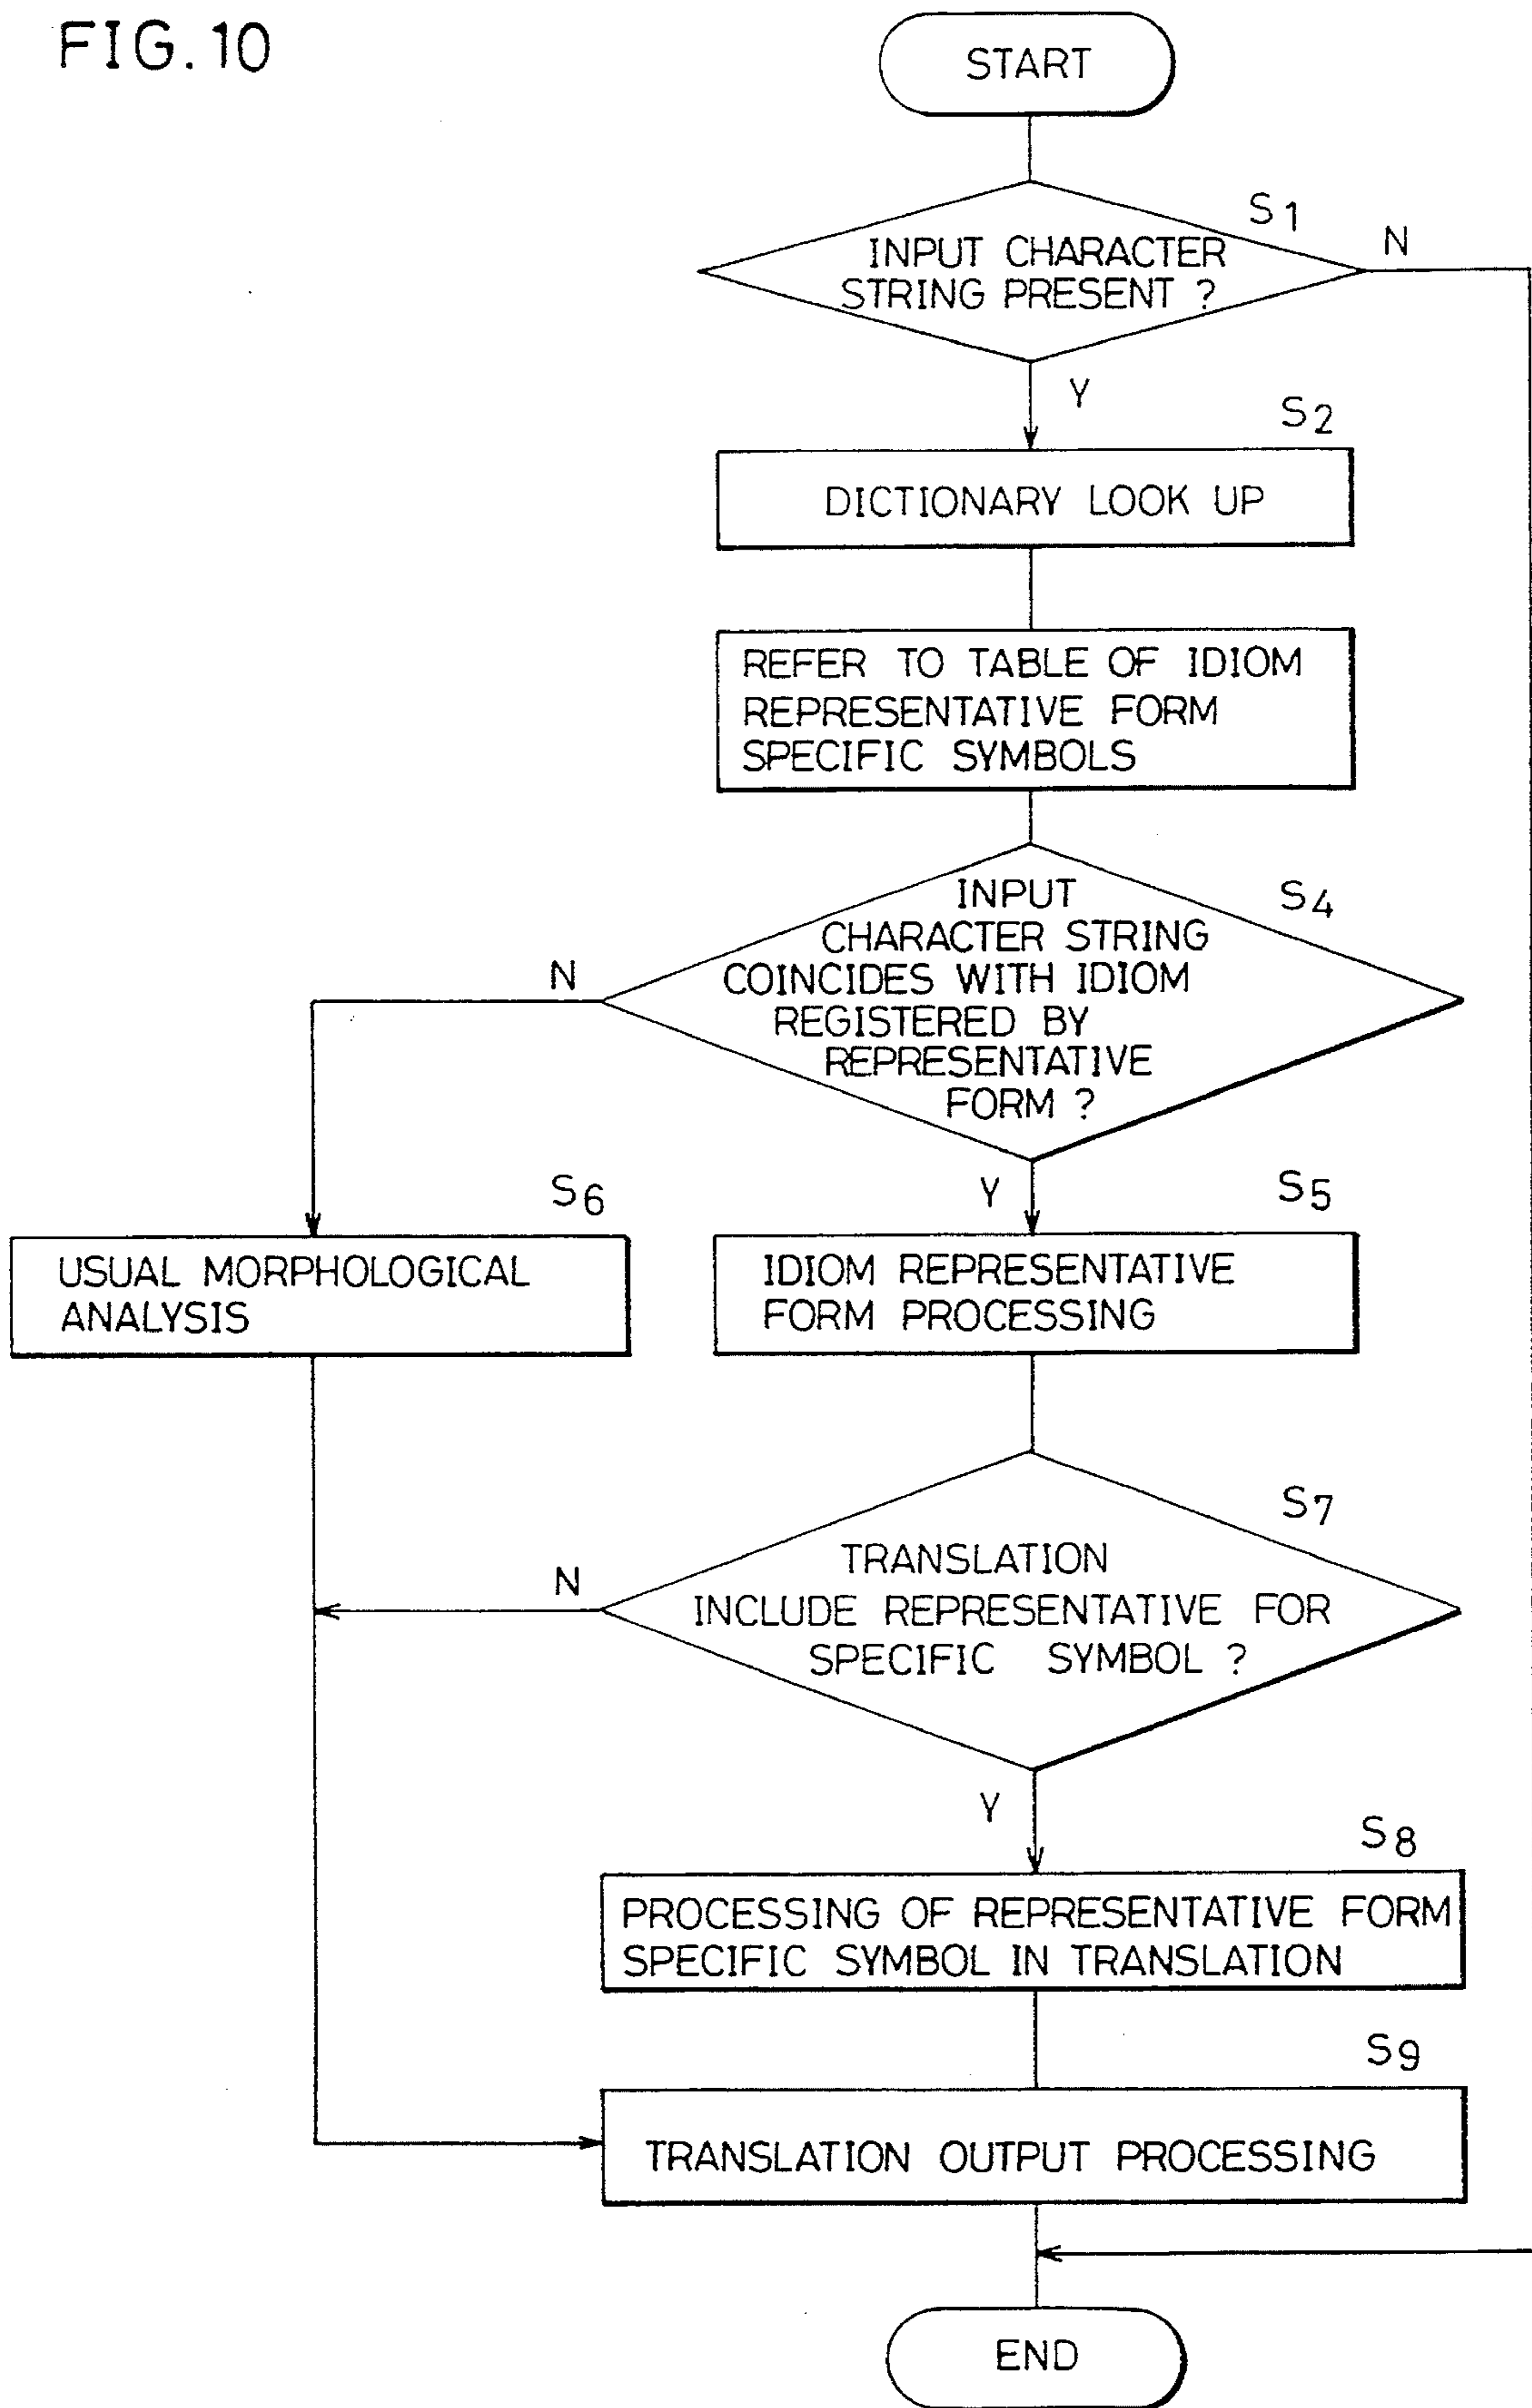 FIG. 10
START
S1
INPUT CHARACTER
STRING PRESENT ?
N
Y
S2
DICTIONARY LOOK UP
REFER TO TABLE OF IDIOM
REPRESENTATIVE FORM
SPECIFIC SYMBOLS
S4
INPUT
CHARACTER STRING
COINCIDES WITH IDIOM
REGISTERED BY
REPRESENTATIVE
FORM ?
N
Y
S6
USUAL MORPHOLOGICAL
ANALYSIS
S5
IDIOM REPRESENTATIVE
FORM PROCESSING
S7
TRANSLATION
INCLUDE REPRESENTATIVE FOR
SPECIFIC SYMBOL ?
N
Y
S8
PROCESSING OF REPRESENTATIVE FORM
SPECIFIC SYMBOL IN TRANSLATION
S9
TRANSLATION OUTPUT PROCESSING
END